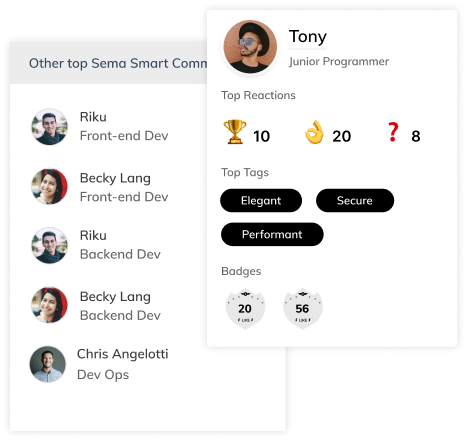 Other top Sema Smart Comm
Riku
Front-end Dev
Becky Lang
Front-end Dev
Riku
Backend Dev
Becky Lang
Backend Dev
Chris Angelotti
Dev Ops
Tony
Junior Programmer
Top Reactions
10 20 8
Top Tags
Elegant Secure
Performant
Badges
20 56
LIKE LIKE